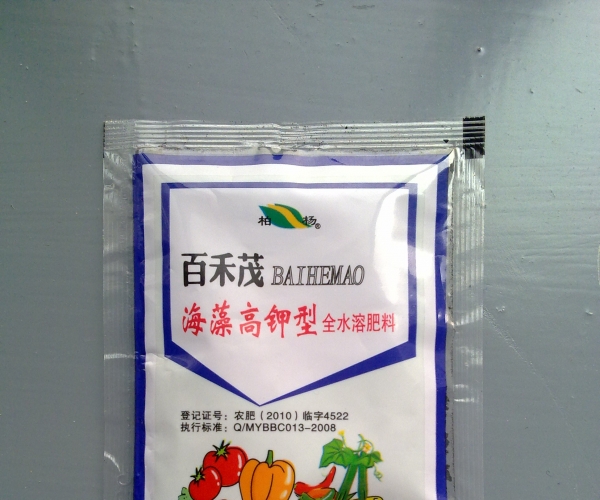 柏扬®
百禾茂 BAIHEMAO
海藻高钾型 全水溶肥料
登记证号：农肥（2010）临字4522
执行标准：Q/MYBBC013-2008